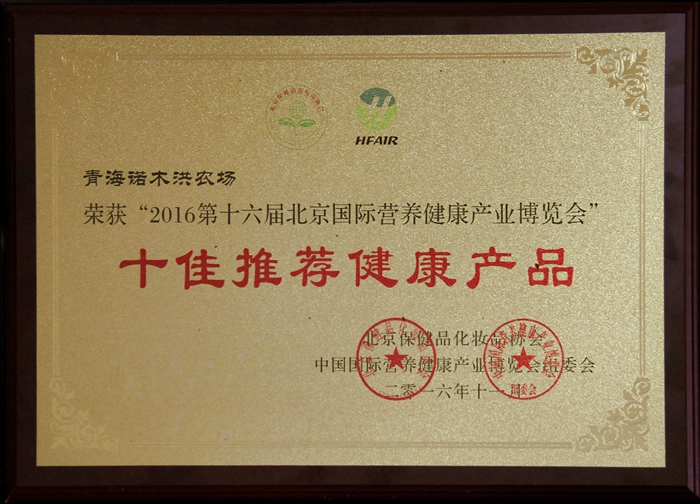 HFAIR
青海诺木洪农场
荣获“2016第十六届北京国际营养健康产业博览会”
十佳推荐健康产品
北京保健品化妆品协会
中国国际营养健康产业博览会组委会
二零一六年十一月
组委会